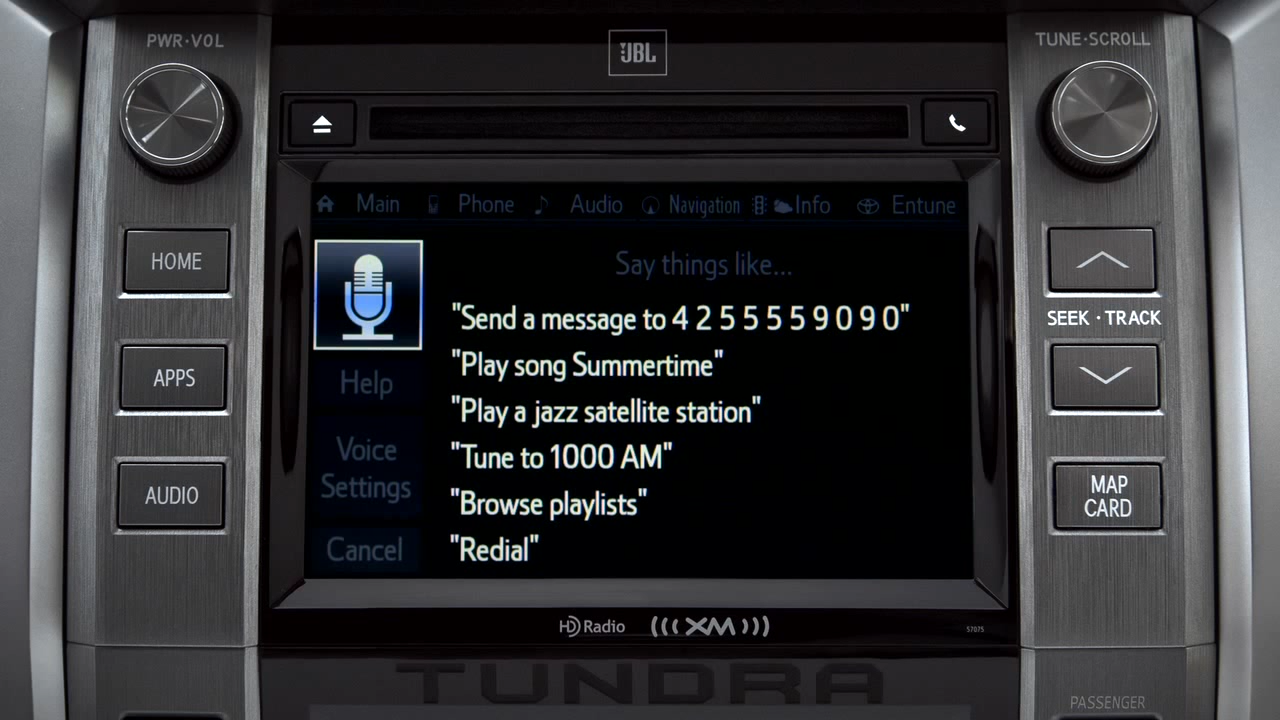 PWR·VOL
JBL
TUNE·SCROLL
Main Phone Audio Navigation Info Entune
HOME
APPS
AUDIO
Help
Voice
Settings
Cancel
Say things like...
"Send a message to 4 2 5 5 5 5 9 0 9 0"
"Play song Summertime"
"Play a jazz satellite station"
"Tune to 1000 AM"
"Browse playlists"
"Redial"
SEEK · TRACK
MAP
CARD
HD Radio
((( XM )))
57075
TUNDRA
PASSENGER